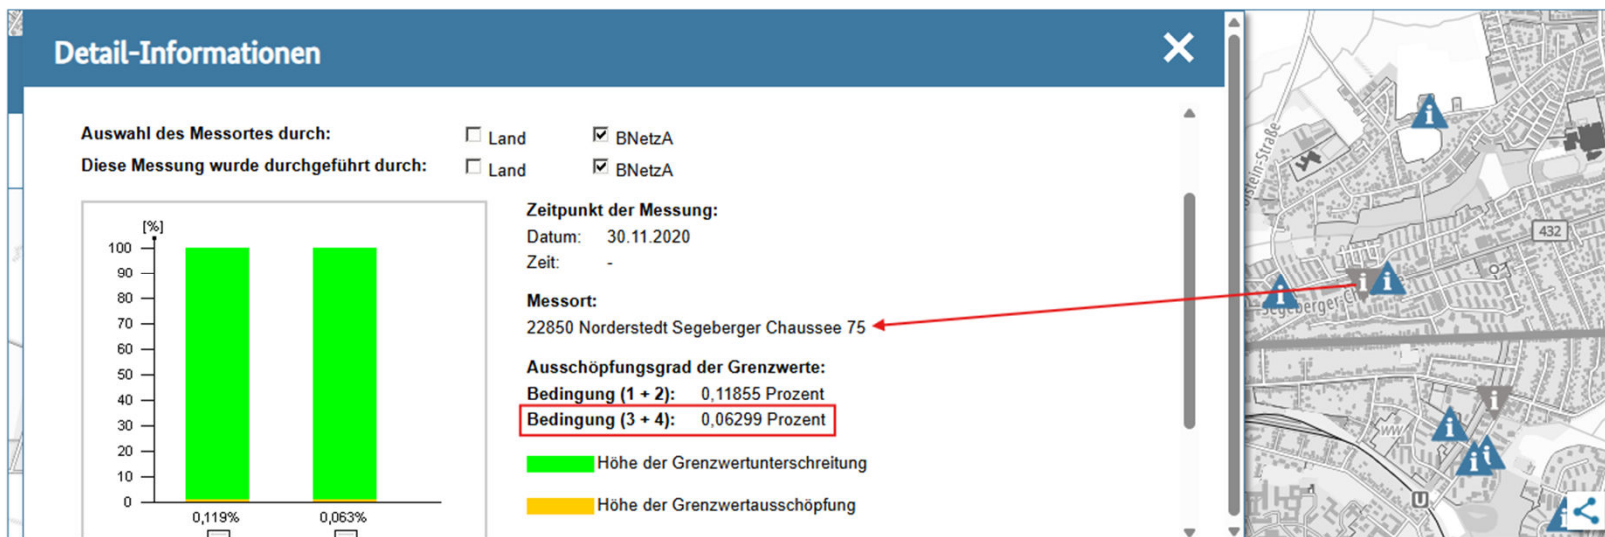 Detail-Informationen
Auswahl des Messortes durch: Land BNetzA
Diese Messung wurde durchgeführt durch: Land BNetzA
[%]
100
90
80
70
60
50
40
30
20
10
0
0,119% 0,063%
Zeitpunkt der Messung:
Datum: 30.11.2020
Zeit: -
Messort:
22850 Norderstedt Segeberger Chaussee 75
Ausschöpfungsgrad der Grenzwerte:
Bedingung (1 + 2): 0,11855 Prozent
Bedingung (3 + 4): 0,06299 Prozent
Höhe der Grenzwertunterschreitung
Höhe der Grenzwertausschöpfung
432
U